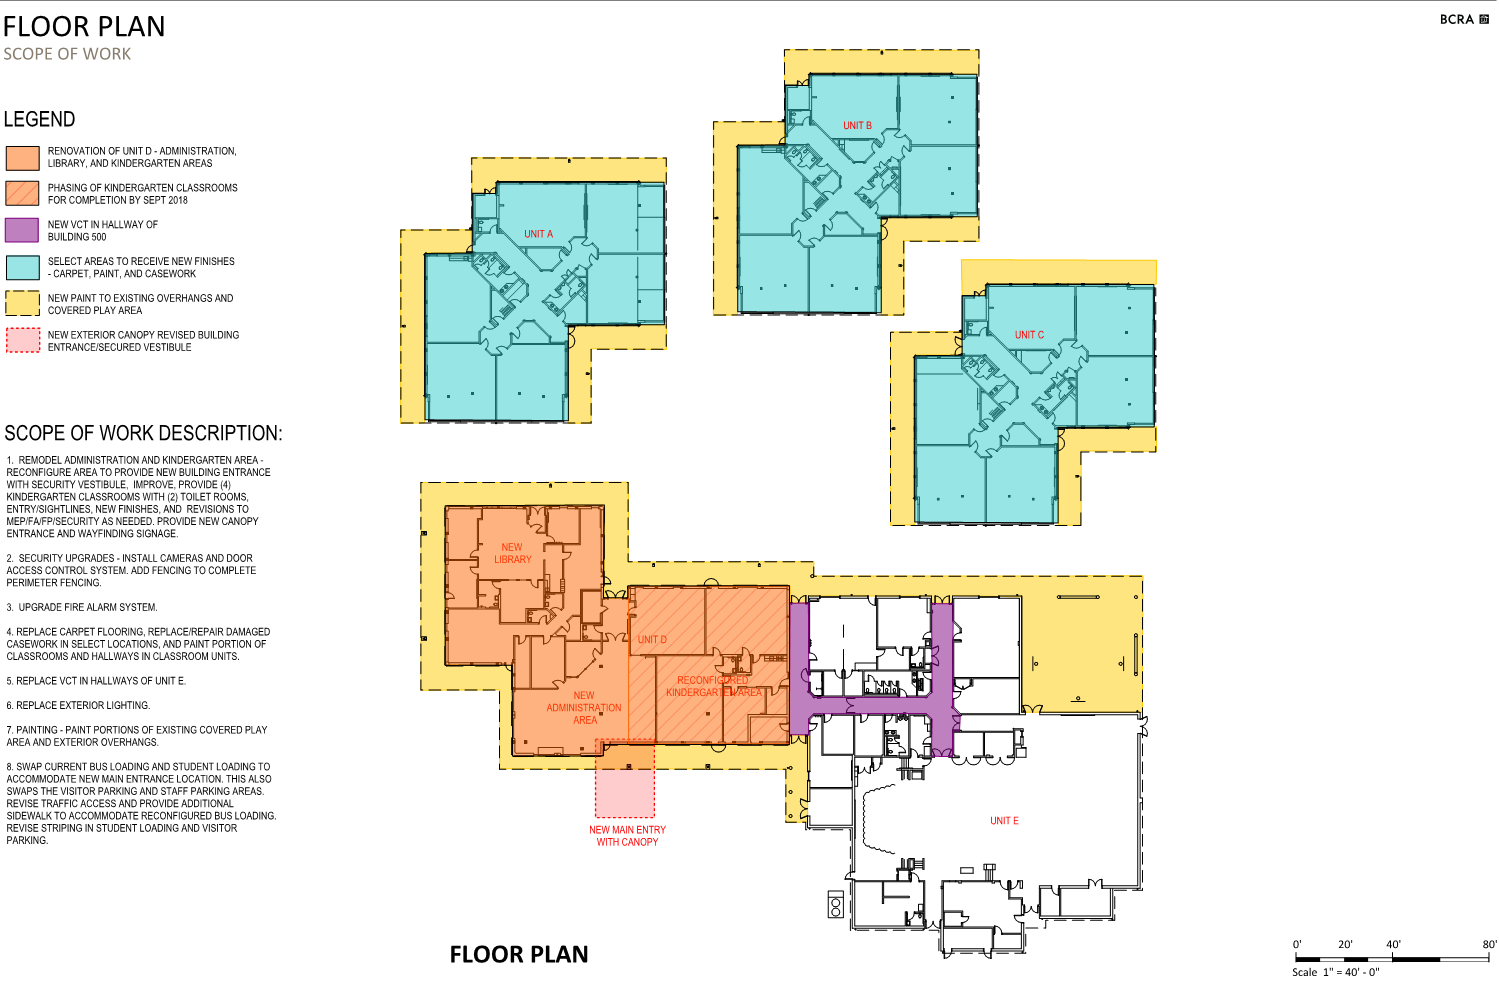 FLOOR PLAN
SCOPE OF WORK
BCRA
LEGEND
RENOVATION OF UNIT D - ADMINISTRATION,
LIBRARY, AND KINDERGARTEN AREAS
PHASING OF KINDERGARTEN CLASSROOMS
FOR COMPLETION BY SEPT 2018
NEW VCT IN HALLWAY OF
BUILDING 500
SELECT AREAS TO RECEIVE NEW FINISHES
- CARPET, PAINT, AND CASEWORK
NEW PAINT TO EXISTING OVERHANGS AND
COVERED PLAY AREA
NEW EXTERIOR CANOPY REVISED BUILDING
ENTRANCE/SECURED VESTIBULE
SCOPE OF WORK DESCRIPTION:
1. REMODEL ADMINISTRATION AND KINDERGARTEN AREA -
RECONFIGURE AREA TO PROVIDE NEW BUILDING ENTRANCE
WITH SECURITY VESTIBULE, IMPROVE, PROVIDE (4)
KINDERGARTEN CLASSROOMS WITH (2) TOILET ROOMS,
ENTRY/SIGHTLINES, NEW FINISHES, AND REVISIONS TO
MEP/FA/FP/SECURITY AS NEEDED. PROVIDE NEW CANOPY
ENTRANCE AND WAYFINDING SIGNAGE.
2. SECURITY UPGRADES - INSTALL CAMERAS AND DOOR
ACCESS CONTROL SYSTEM. ADD FENCING TO COMPLETE
PERIMETER FENCING.
3. UPGRADE FIRE ALARM SYSTEM.
4. REPLACE CARPET FLOORING, REPLACE/REPAIR DAMAGED
CASEWORK IN SELECT LOCATIONS, AND PAINT PORTION OF
CLASSROOMS AND HALLWAYS IN CLASSROOM UNITS.
5. REPLACE VCT IN HALLWAYS OF UNIT E.
6. REPLACE EXTERIOR LIGHTING.
7. PAINTING - PAINT PORTIONS OF EXISTING COVERED PLAY
AREA AND EXTERIOR OVERHANGS.
8. SWAP CURRENT BUS LOADING AND STUDENT LOADING TO
ACCOMMODATE NEW MAIN ENTRANCE LOCATION. THIS ALSO
SWAPS THE VISITOR PARKING AND STAFF PARKING AREAS.
REVISE TRAFFIC ACCESS AND PROVIDE ADDITIONAL
SIDEWALK TO ACCOMMODATE RECONFIGURED BUS LOADING.
REVISE STRIPING IN STUDENT LOADING AND VISITOR
PARKING.
UNIT B
UNIT A
UNIT C
NEW
LIBRARY
UNIT D
RECONFIGURED
KINDERGARTEN AREA
NEW
ADMINISTRATION
AREA
NEW MAIN ENTRY
WITH CANOPY
UNIT E
FLOOR PLAN
0' 20' 40' 80'
Scale 1" = 40' - 0"